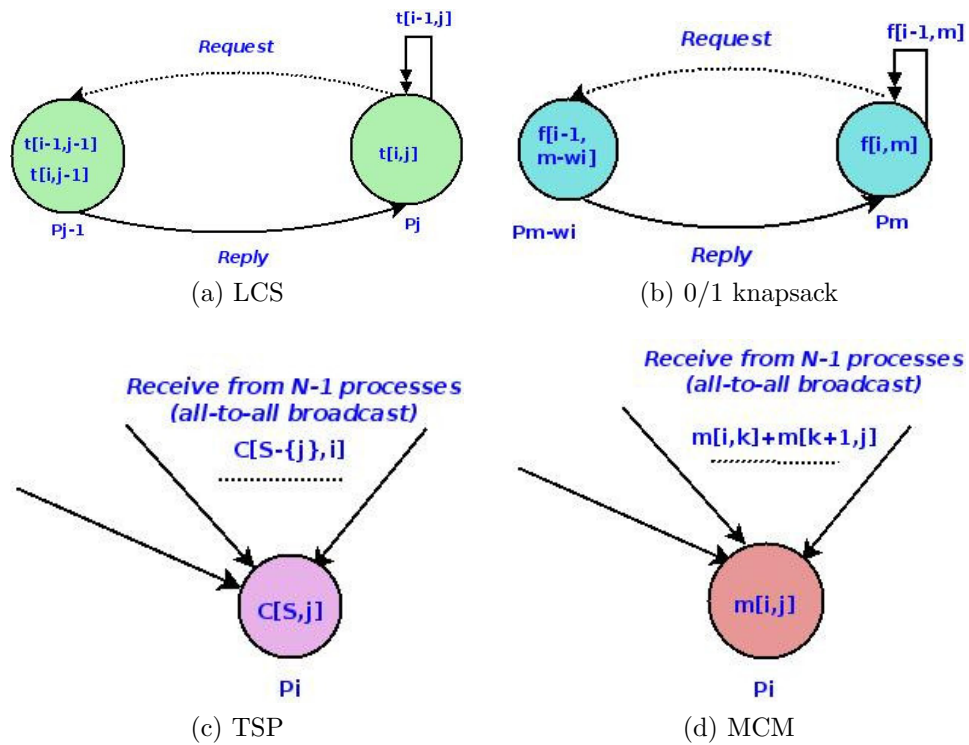 t[i-1,j]
Request
t[i-1,j-1]
t[i,j-1]
t[i,j]
Pj-1
Pj
Reply
(a) LCS
f[i-1,m]
Request
f[i-1,
m-wi]
f[i,m]
Pm-wi
Pm
Reply
(b) 0/1 knapsack
Receive from N-1 processes
(all-to-all broadcast)
C[S-{j},i]
C[S,j]
Pi
(c) TSP
Receive from N-1 processes
(all-to-all broadcast)
m[i,k]+m[k+1,j]
m[i,j]
Pi
(d) MCM